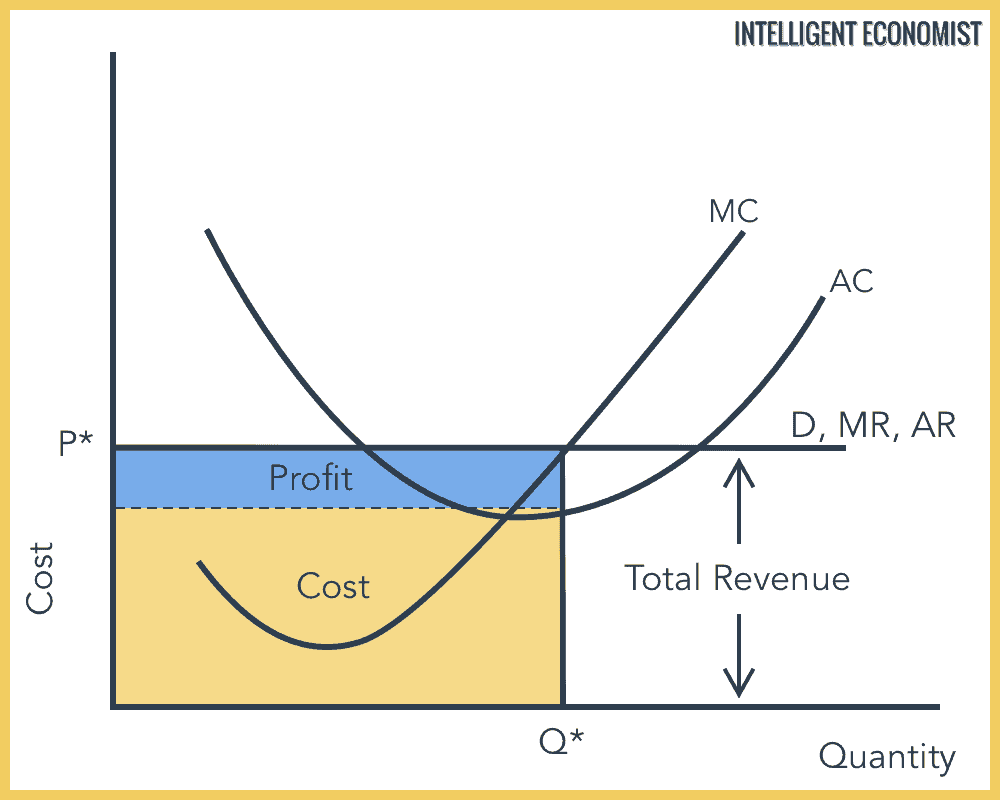 INTELLIGENT ECONOMIST
MC
AC
D, MR, AR
P*
Profit
Cost
Cost
Total Revenue
Q*
Quantity